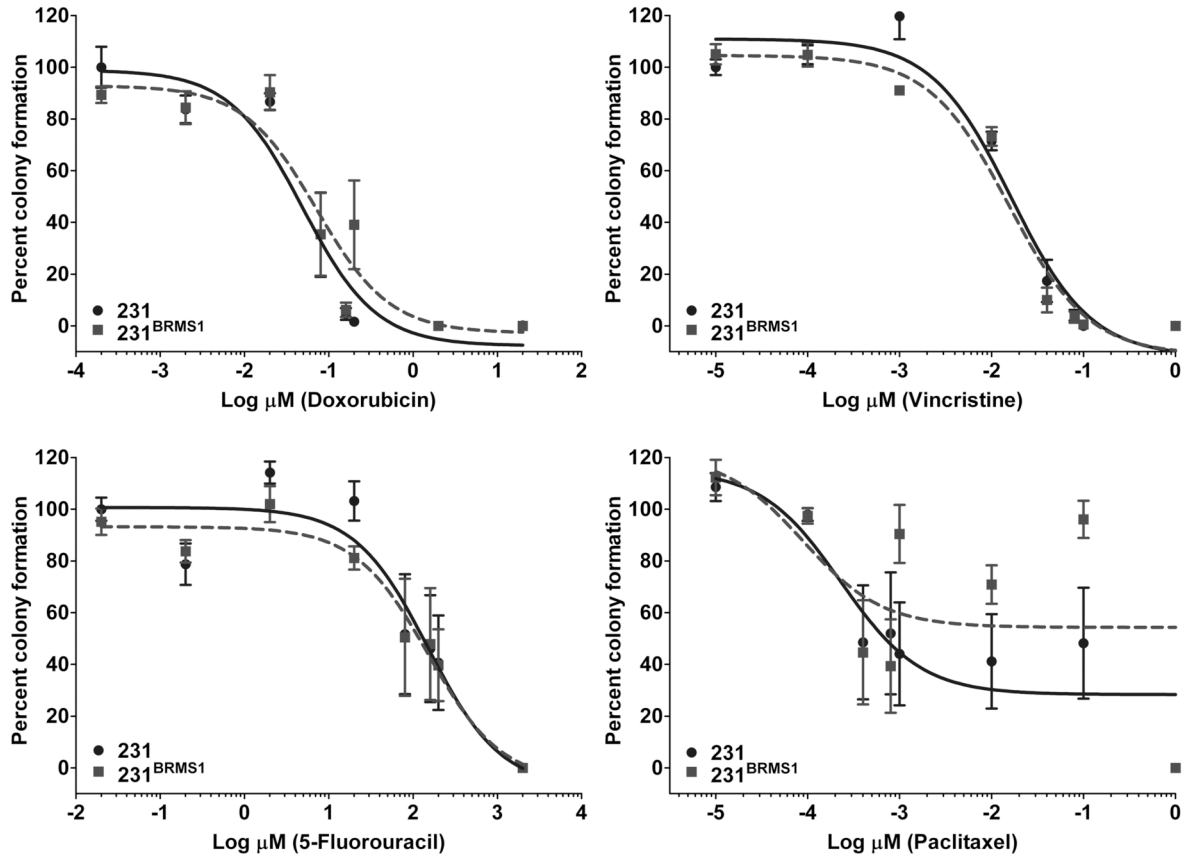 Percent colony formation
120
100
80
60
40
20
0
231
231BRMS1
-4 -3 -2 -1 0 1 2
Log μM (Doxorubicin)
Percent colony formation
120
100
80
60
40
20
0
231
231BRMS1
-5 -4 -3 -2 -1 0
Log μM (Vincristine)
Percent colony formation
120
100
80
60
40
20
0
231
231BRMS1
-2 -1 0 1 2 3 4
Log μM (5-Fluorouracil)
Percent colony formation
120
100
80
60
40
20
0
231
231BRMS1
-5 -4 -3 -2 -1 0
Log μM (Paclitaxel)